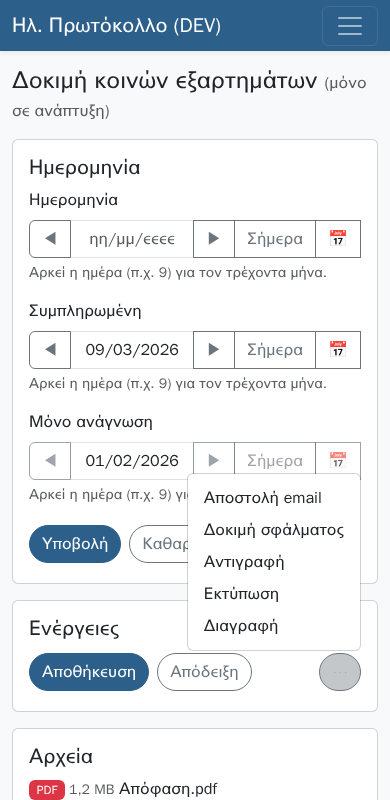 Ηλ. Πρωτόκολλο (DEV)
Δοκιμή κοινών εξαρτημάτων (μόνο
σε ανάπτυξη)
Ημερομηνία
Ημερομηνία
◀ ηη/μμ/εεεε ▶ Σήμερα
Αρκεί η ημέρα (π.χ. 9) για τον τρέχοντα μήνα.
Συμπληρωμένη
◀ 09/03/2026 ▶ Σήμερα
Αρκεί η ημέρα (π.χ. 9) για τον τρέχοντα μήνα.
Μόνο ανάγνωση
◀ 01/02/2026 ▶ Σήμερα
Αρκεί η ημέρα (π.χ. 9)
Αποστολή email
Δοκιμή σφάλματος
Αντιγραφή
Εκτύπωση
Διαγραφή
Υποβολή
Ενέργειες
Αποθήκευση Απόδειξη ...
Αρχεία
PDF 1,2 MB Απόφαση.pdf